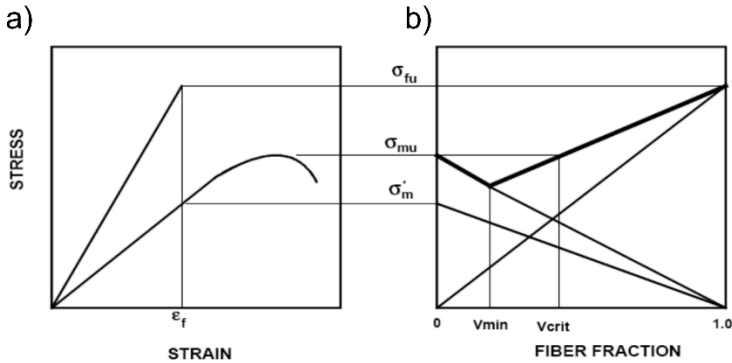 a)
b)
STRESS
σfu
σmu
σ'm
εf
STRAIN
0
Vmin
Vcrit
1.0
FIBER FRACTION